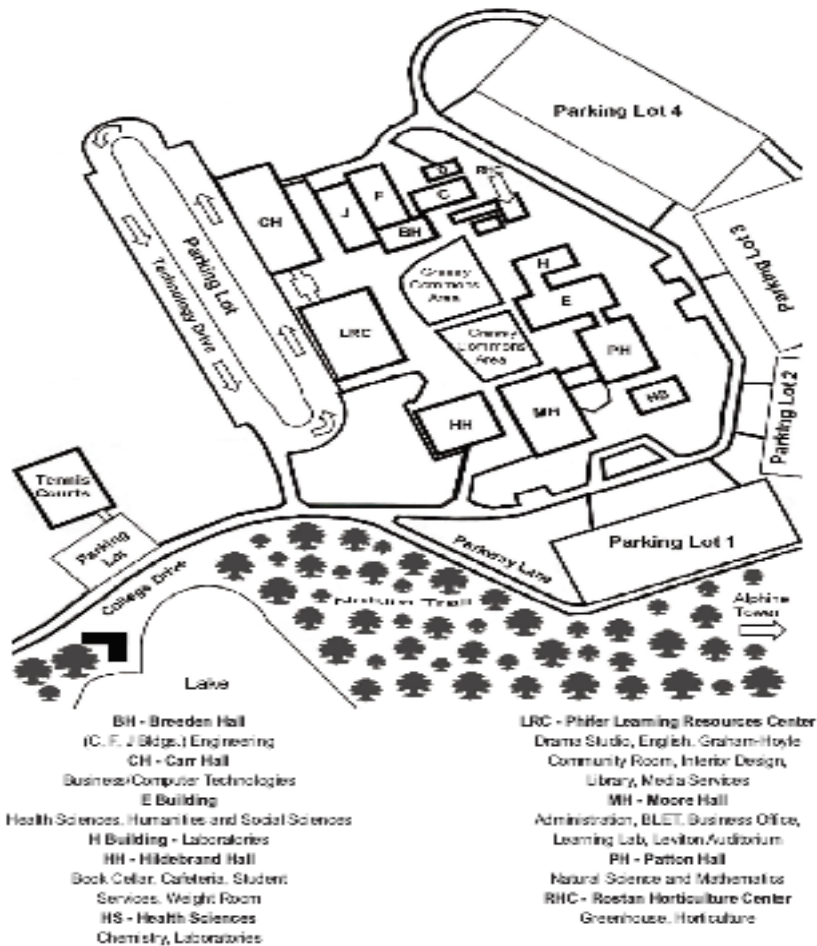 Parking Lot 4
RHC
C
F
J
CH
BH
Parking Lot 3
Parking Lot
Technology Drive
Commons
Area
H
E
LRC
Commons
Area
PH
Parking Lot 2
HS
MH
HH
Tennis
Courts
Parking
Lot
Parking Lot 1
Parkway Lane
College Drive
Trail
Alphine
Tower
Lake
BH - Breeden Hall
(C, F, J Bldgs.) Engineering
CH - Carr Hall
Business/Computer Technologies
E Building
Health Sciences, Humanities and Social Sciences
H Building - Laboratories
HH - Hildebrand Hall
Book Cellar, Cafeteria, Student
Services, Weight Room
HS - Health Sciences
Chemistry, Laboratories
LRC - Phifer Learning Resources Center
Drama Studio, English, Graham-Hoyle
Community Room, Interior Design,
Library, Media Services
MH - Moore Hall
Administration, BLET, Business Office,
Learning Lab, Leviton Auditorium
PH - Patton Hall
Natural Science and Mathematics
RHC - Rostan Horticulture Center
Greenhouse, Horticulture